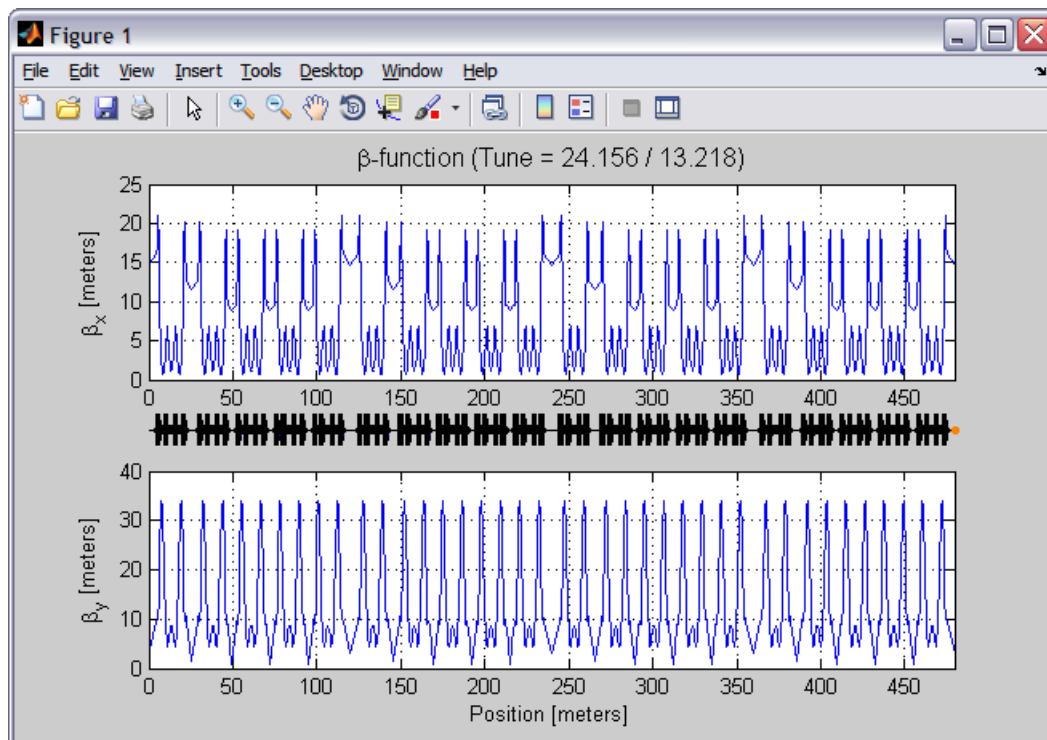 Figure 1
File Edit View Insert Tools Desktop Window Help
β-function (Tune = 24.156 / 13.218)
25
20
15
10
5
0
βx [meters]
0 50 100 150 200 250 300 350 400 450
40
30
20
10
0
βy [meters]
0 50 100 150 200 250 300 350 400 450
Position [meters]